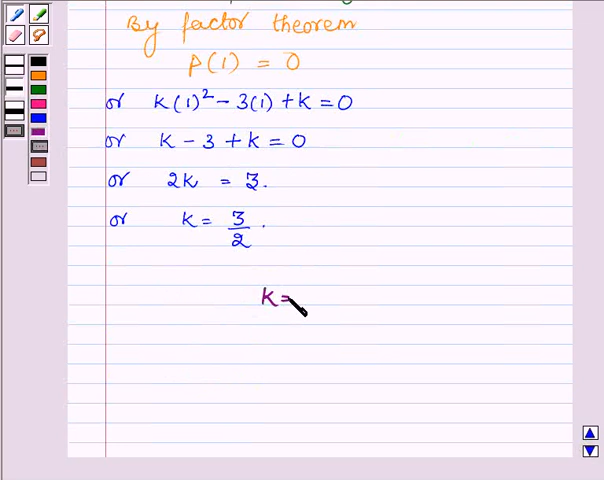 By factor theorem
p(1) = 0
or k(1)² - 3(1) + k = 0
or k - 3 + k = 0
or 2k = 3.
or k = 3/2.
k =